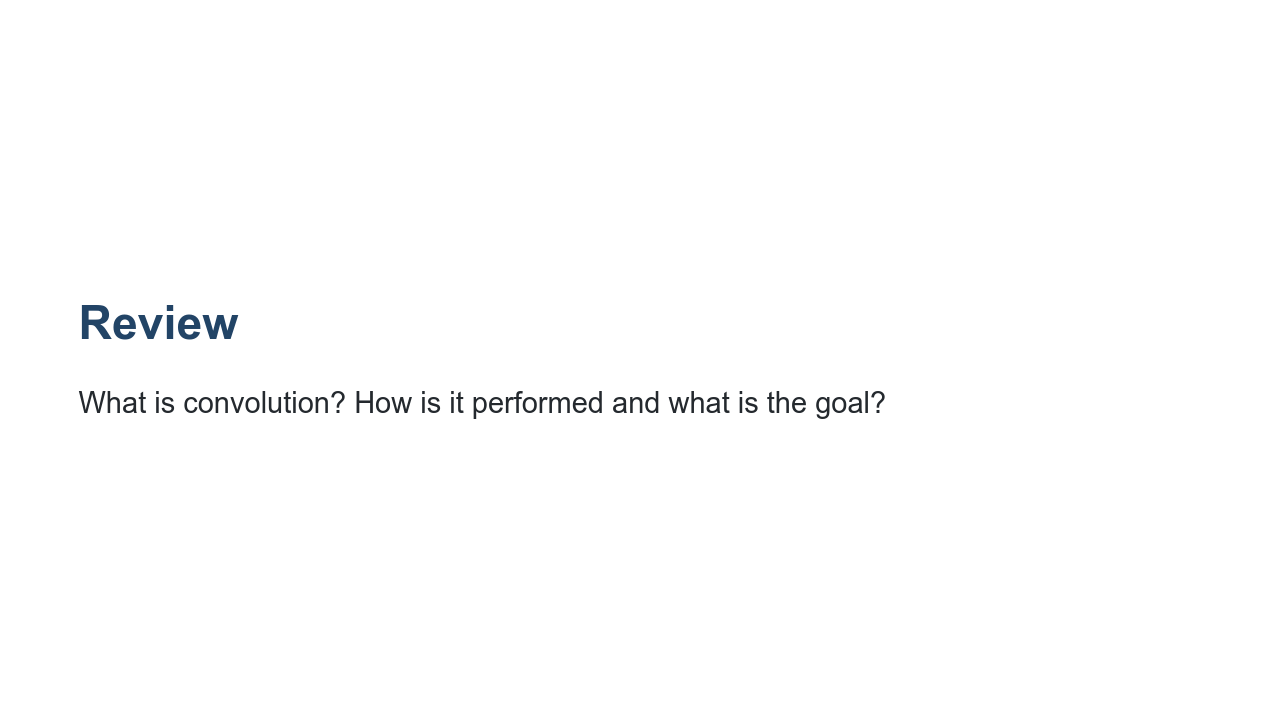 Review
What is convolution? How is it performed and what is the goal?